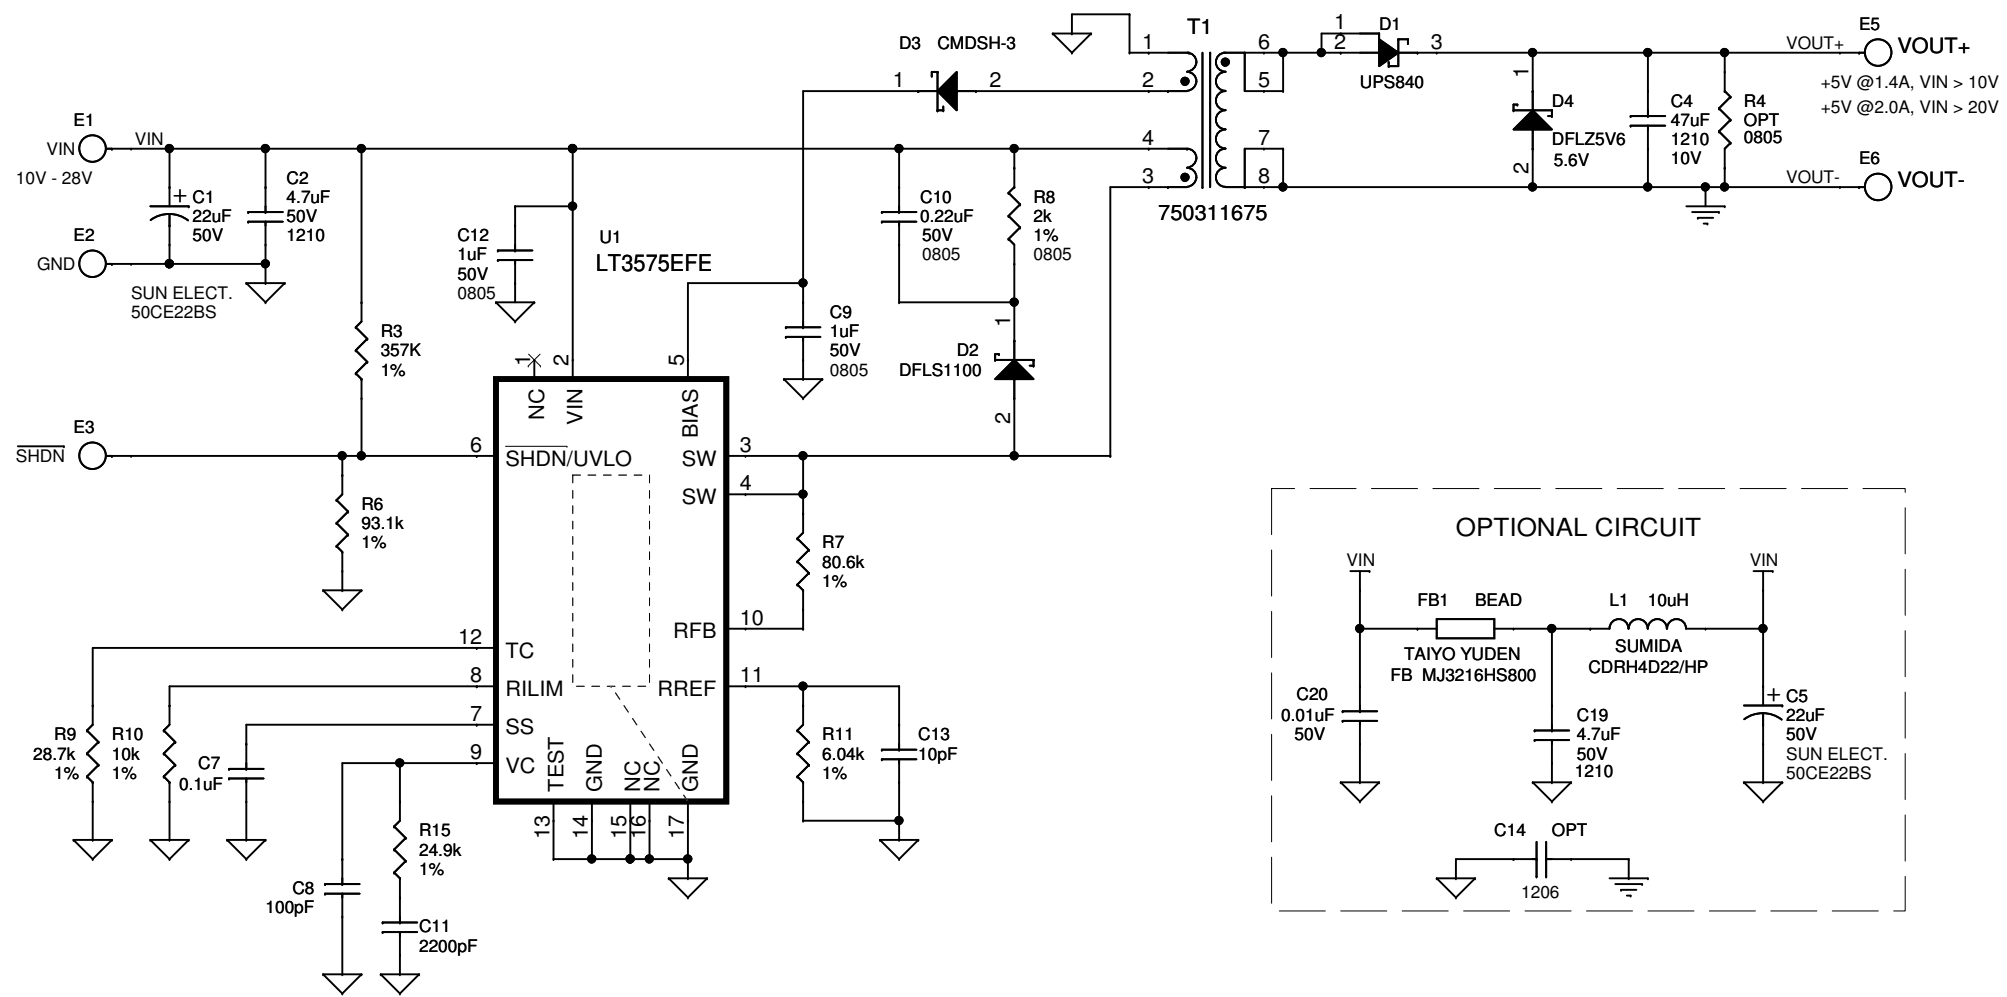 E1
VIN
VIN
10V - 28V
C1
22uF
50V
+
C2
4.7uF
50V
1210
E2
GND
SUN ELECT.
50CE22BS
R3
357K
1%
E3
SHDN
R6
93.1k
1%
C12
1uF
50V
0805
U1
LT3575EFE
1
2
5
NC
VIN
BIAS
6
SHDN/UVLO
SW
3
SW
4
RFB
10
12
TC
8
RILIM
RREF
11
7
SS
9
VC
TEST
GND
NC
NC
GND
13
14
15
16
17
D3 CMDSH-3
1
2
C9
1uF
50V
0805
C10
0.22uF
50V
0805
R8
2k
1%
0805
D2
DFLS1100
1
2
R7
80.6k
1%
R11
6.04k
1%
C13
10pF
R9
28.7k
1%
R10
10k
1%
C7
0.1uF
C8
100pF
R15
24.9k
1%
C11
2200pF
T1
1
2
4
3
6
5
7
8
750311675
1
2
D1
3
UPS840
1
D4
DFLZ5V6
5.6V
2
C4
47uF
1210
10V
R4
OPT
0805
VOUT+
E5
VOUT+
+5V @1.4A, VIN > 10V
+5V @2.0A, VIN > 20V
VOUT-
E6
VOUT-
OPTIONAL CIRCUIT
VIN
VIN
FB1 BEAD
TAIYO YUDEN
FB MJ3216HS800
L1 10uH
SUMIDA
CDRH4D22/HP
C20
0.01uF
50V
C19
4.7uF
50V
1210
+
C5
22uF
50V
SUN ELECT.
50CE22BS
C14 OPT
1206